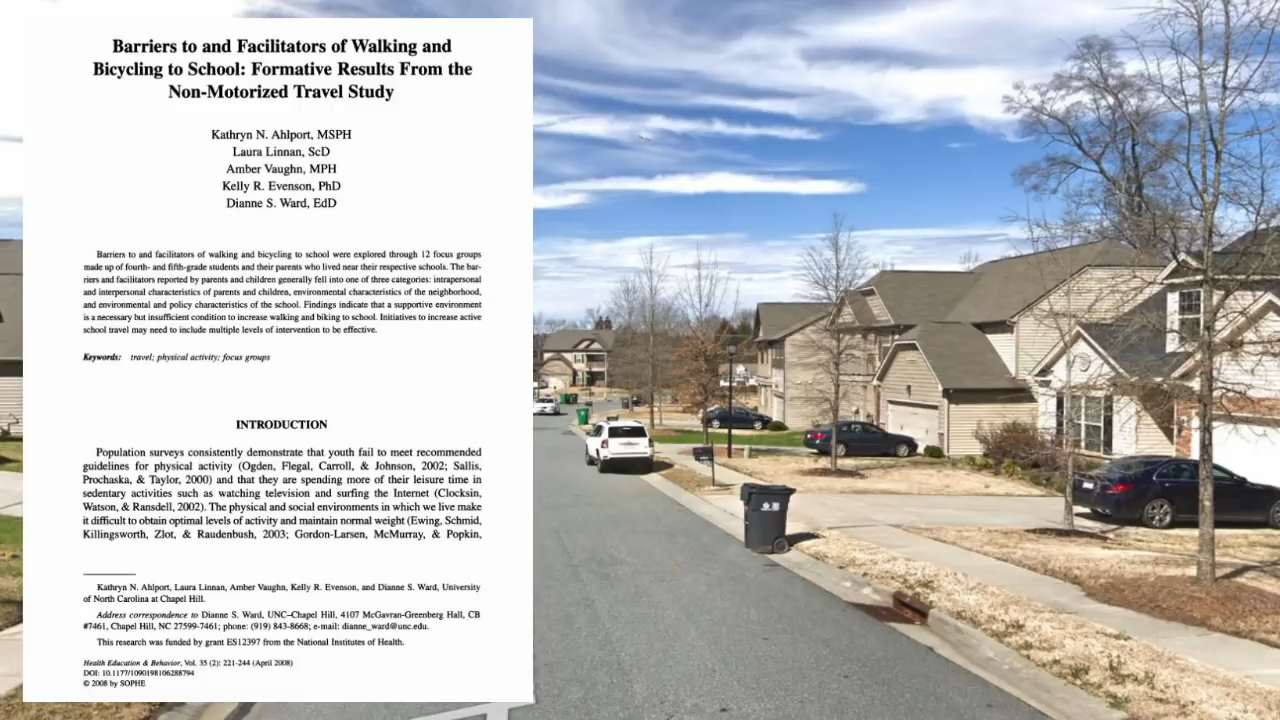 Barriers to and Facilitators of Walking and
Bicycling to School: Formative Results From the
Non-Motorized Travel Study
Kathryn N. Ahlport, MSPH
Laura Linnan, ScD
Amber Vaughn, MPH
Kelly R. Evenson, PhD
Dianne S. Ward, EdD
Barriers to and facilitators of walking and bicycling to school were explored through 12 focus groups
made up of fourth- and fifth-grade students and their parents who lived near their respective schools. The bar-
riers and facilitators reported by parents and children generally fell into one of three categories: intrapersonal
and interpersonal characteristics of parents and children, environmental characteristics of the neighborhood,
and environmental and policy characteristics of the school. Findings indicate that a supportive environment
is a necessary but insufficient condition to increase walking and biking to school. Initiatives to increase active
school travel may need to include multiple levels of intervention to be effective.
Keywords: travel; physical activity; focus groups
INTRODUCTION
Population surveys consistently demonstrate that youth fail to meet recommended
guidelines for physical activity (Ogden, Flegal, Carroll, & Johnson, 2002; Sallis,
Prochaska, & Taylor, 2000) and that they are spending more of their leisure time in
sedentary activities such as watching television and surfing the Internet (Clocksin,
Watson, & Ransdell, 2002). The physical and social environments in which we live make
it difficult to obtain optimal levels of activity and maintain normal weight (Ewing, Schmid,
Killingsworth, Zlot, & Raudenbush, 2003; Gordon-Larsen, McMurray, & Popkin,
Kathryn N. Ahlport, Laura Linnan, Amber Vaughn, Kelly R. Evenson, and Dianne S. Ward, University
of North Carolina at Chapel Hill.
Address correspondence to Dianne S. Ward, UNC–Chapel Hill, 4107 McGavran-Greenberg Hall, CB
#7461, Chapel Hill, NC 27599-7461; phone: (919) 843-8668; e-mail: dianne_ward@unc.edu.
This research was funded by grant ES12397 from the National Institutes of Health.
Health Education & Behavior, Vol. 35 (2): 221-244 (April 2008)
DOI: 10.1177/1090198106288794
© 2008 by SOPHE